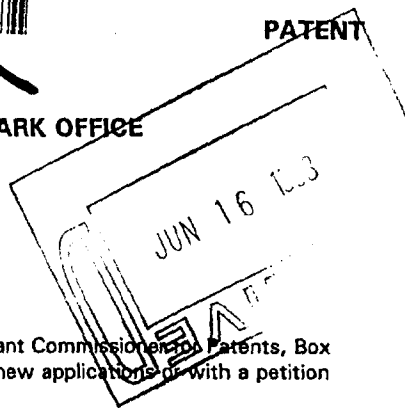 PATENT
ARK OFFICE
JUN 16
ant Commissioner for Patents, Box
new applications or with a petition